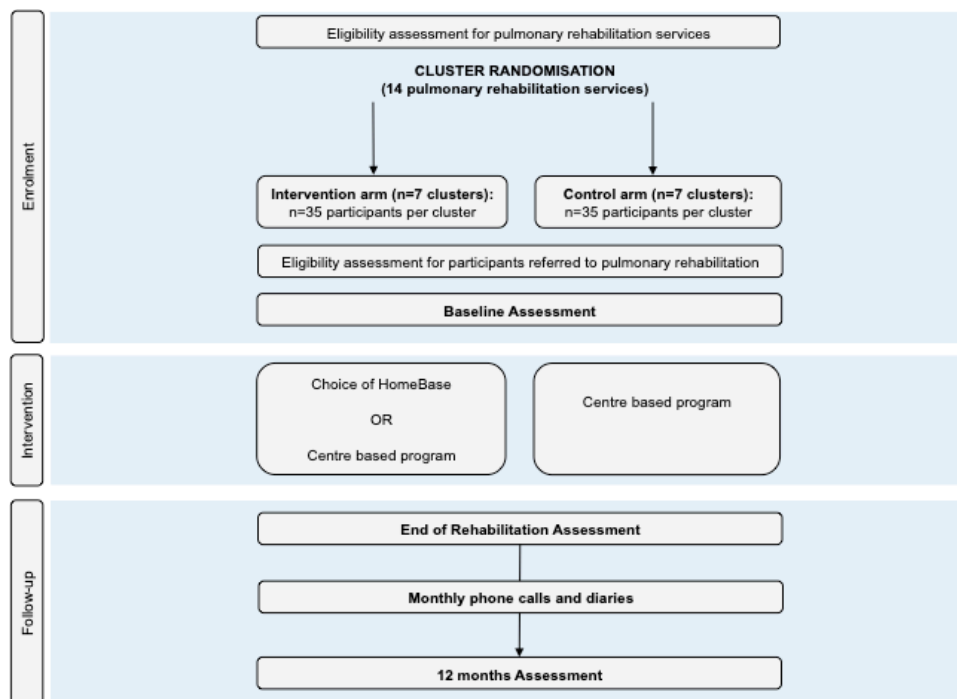 Enrolment
Eligibility assessment for pulmonary rehabilitation services
CLUSTER RANDOMISATION
(14 pulmonary rehabilitation services)
Intervention arm (n=7 clusters):
n=35 participants per cluster
Control arm (n=7 clusters):
n=35 participants per cluster
Eligibility assessment for participants referred to pulmonary rehabilitation
Baseline Assessment
Intervention
Choice of HomeBase
OR
Centre based program
Centre based program
Follow-up
End of Rehabilitation Assessment
Monthly phone calls and diaries
12 months Assessment